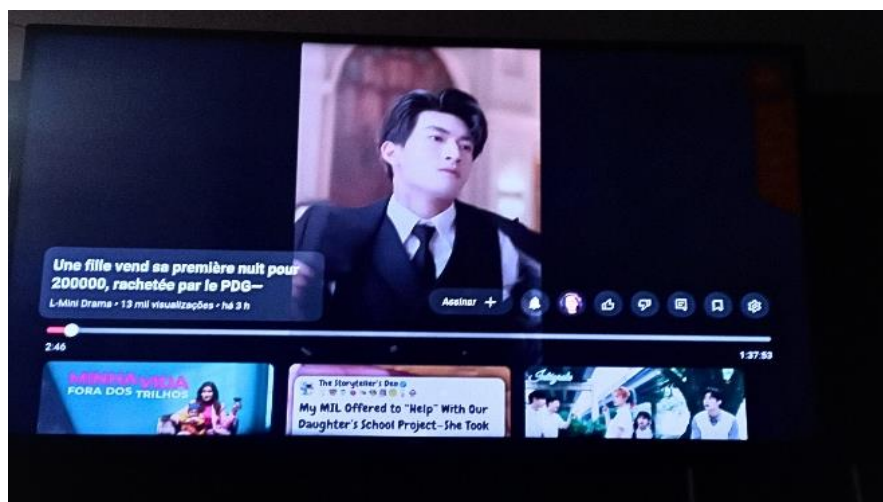 Une fille vend sa première nuit pour
200000, rachetée par le PDG—
L-Mini Drama • 13 mil visualizações • há 3 h
Assinar +
2:46
1:37:53
MINHA VIDA
FORA DOS TRILHOS
The Storyteller's Den
My MIL Offered to "Help" With Our
Daughter's School Project—She Took